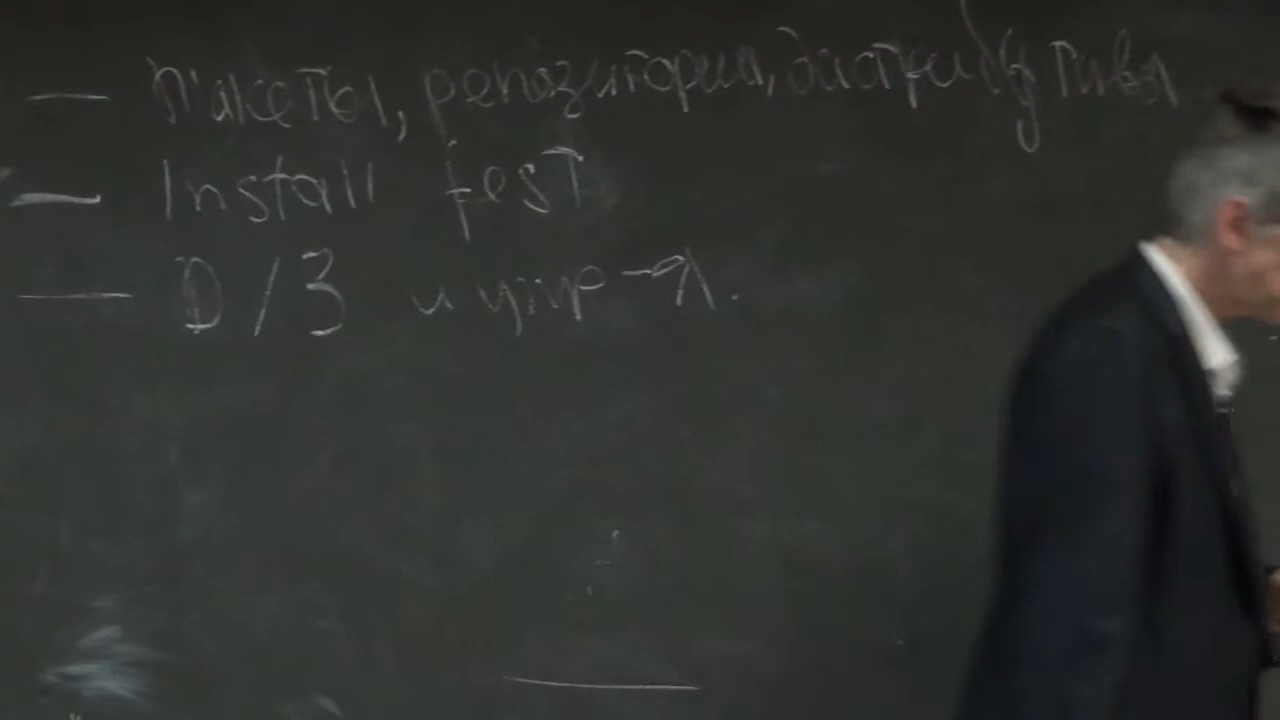 — Пакеты, репозитории, дистрибутивы
— Install fest
— D/З и упр-я.